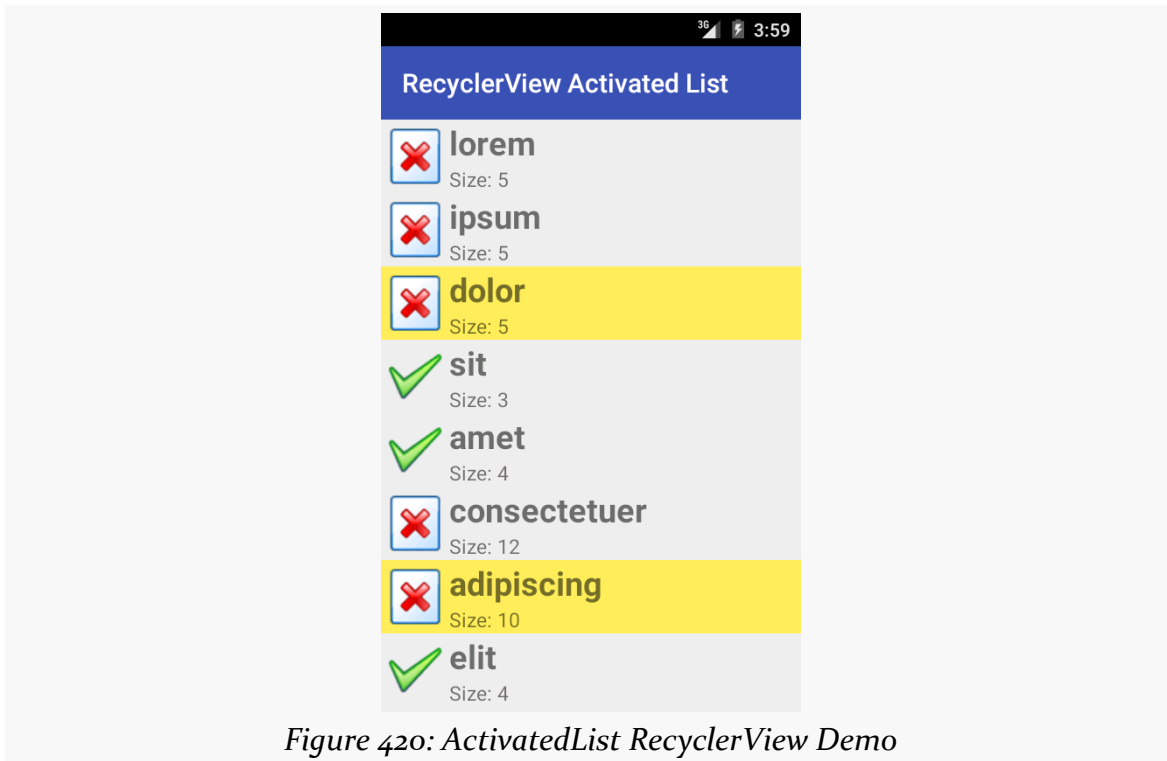 3G 3:59
RecyclerView Activated List
lorem
Size: 5
ipsum
Size: 5
dolor
Size: 5
sit
Size: 3
amet
Size: 4
consectetuer
Size: 12
adipiscing
Size: 10
elit
Size: 4
Figure 420: ActivatedList RecyclerView Demo